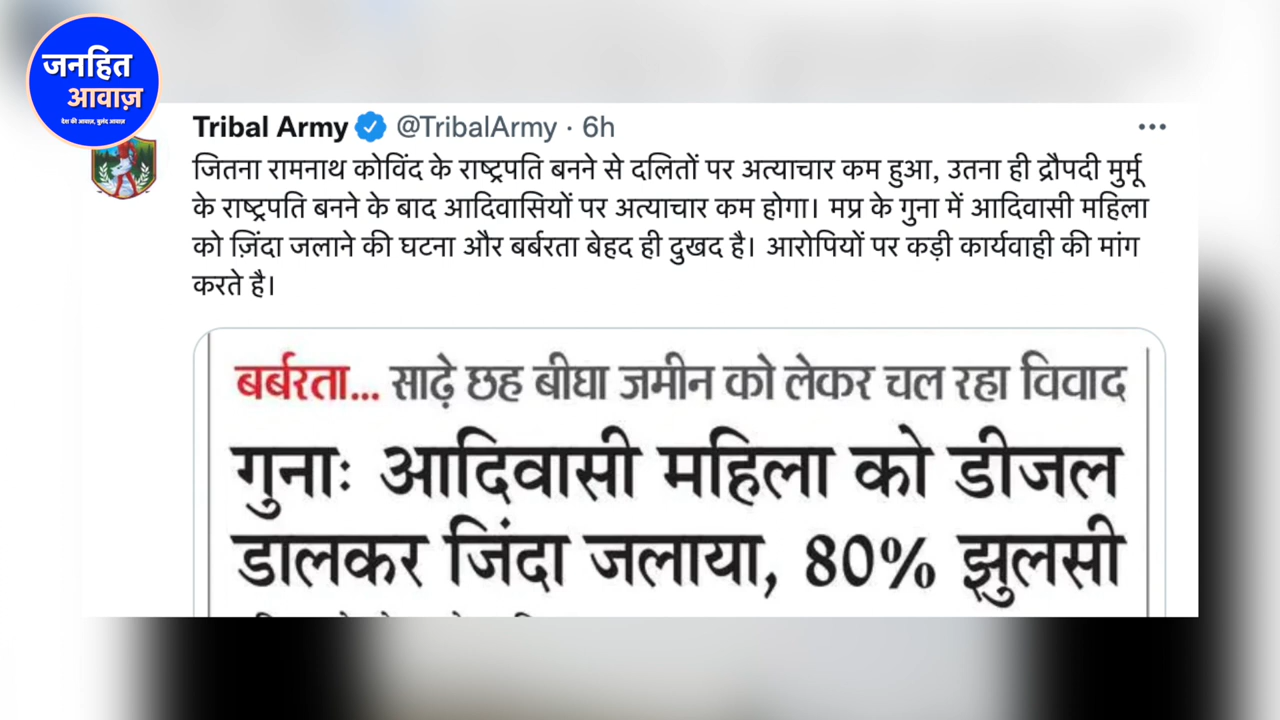 जनहित
आवाज़
देश की आवाज़, बुलंद आवाज़
Tribal Army @TribalArmy · 6h
जितना रामनाथ कोविंद के राष्ट्रपति बनने से दलितों पर अत्याचार कम हुआ, उतना ही द्रौपदी मुर्मू
के राष्ट्रपति बनने के बाद आदिवासियों पर अत्याचार कम होगा। मप्र के गुना में आदिवासी महिला
को ज़िंदा जलाने की घटना और बर्बरता बेहद ही दुखद है। आरोपियों पर कड़ी कार्यवाही की मांग
करते है।
बर्बरता... साढ़े छह बीघा जमीन को लेकर चल रहा विवाद
गुनाः आदिवासी महिला को डीजल
डालकर जिंदा जलाया, 80% झुलसी